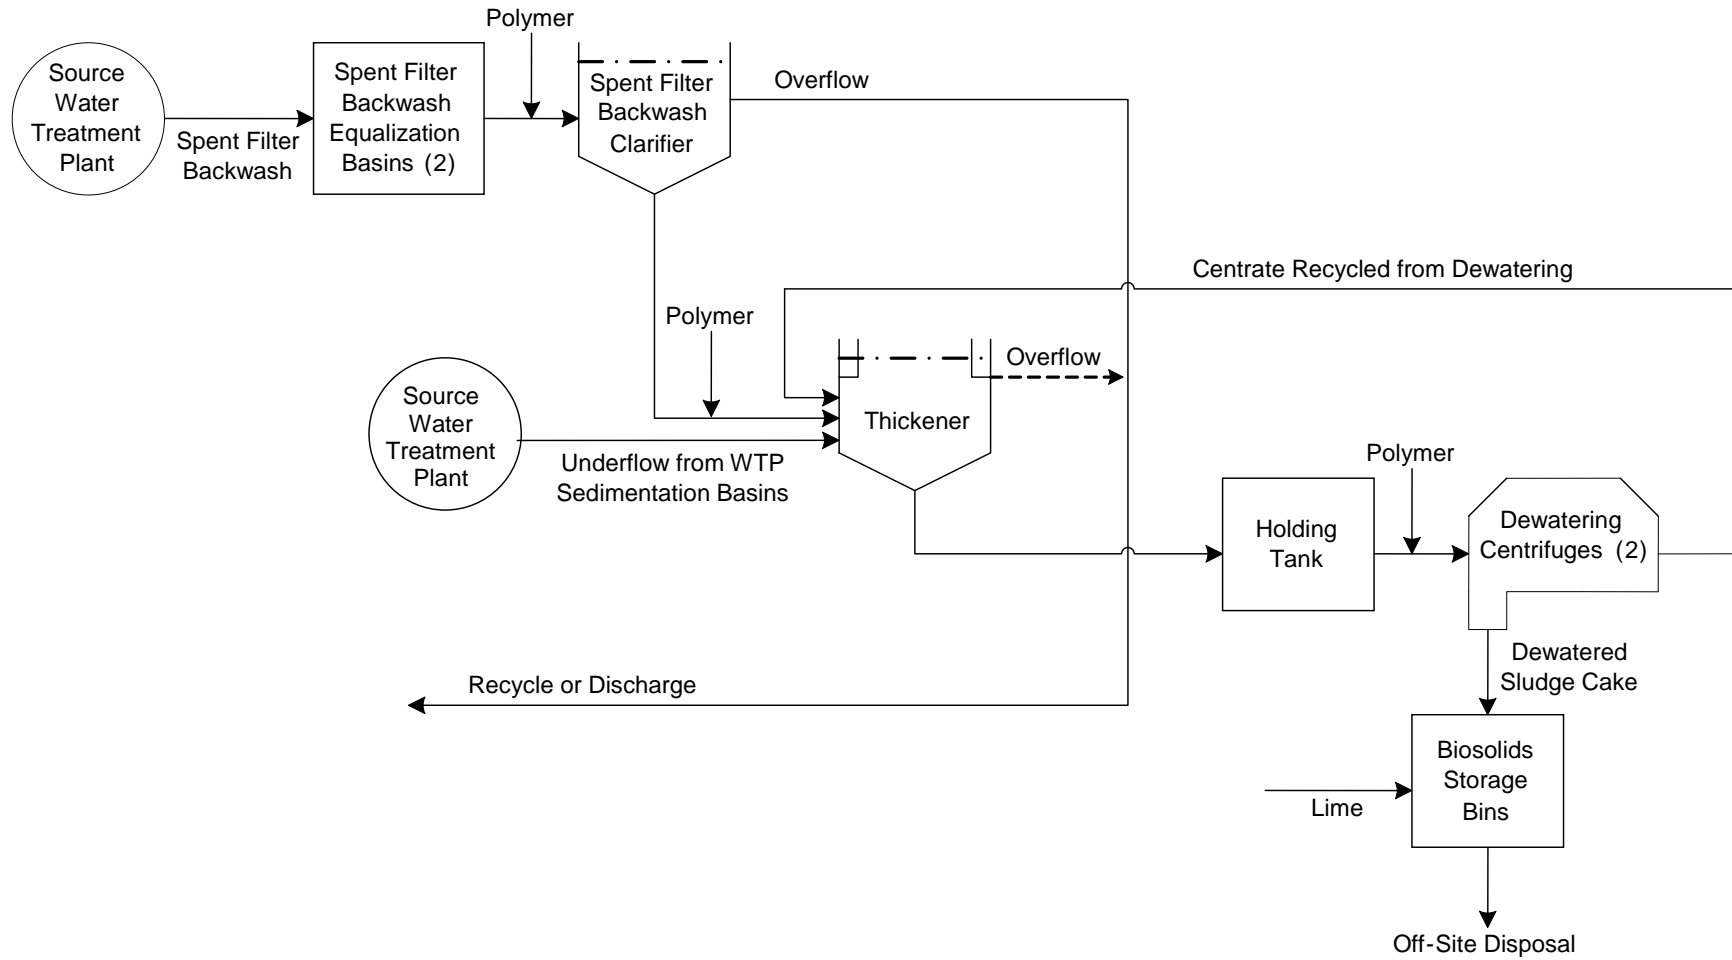 Polymer
Source
Water
Treatment
Plant
Spent Filter
Backwash
Spent Filter
Backwash
Equalization
Basins (2)
Spent Filter
Backwash
Clarifier
Overflow
Centrate Recycled from Dewatering
Polymer
Overflow
Source
Water
Treatment
Plant
Thickener
Underflow from WTP
Sedimentation Basins
Polymer
Holding
Tank
Dewatering
Centrifuges (2)
Dewatered
Sludge Cake
Recycle or Discharge
Biosolids
Storage
Bins
Lime
Off-Site Disposal